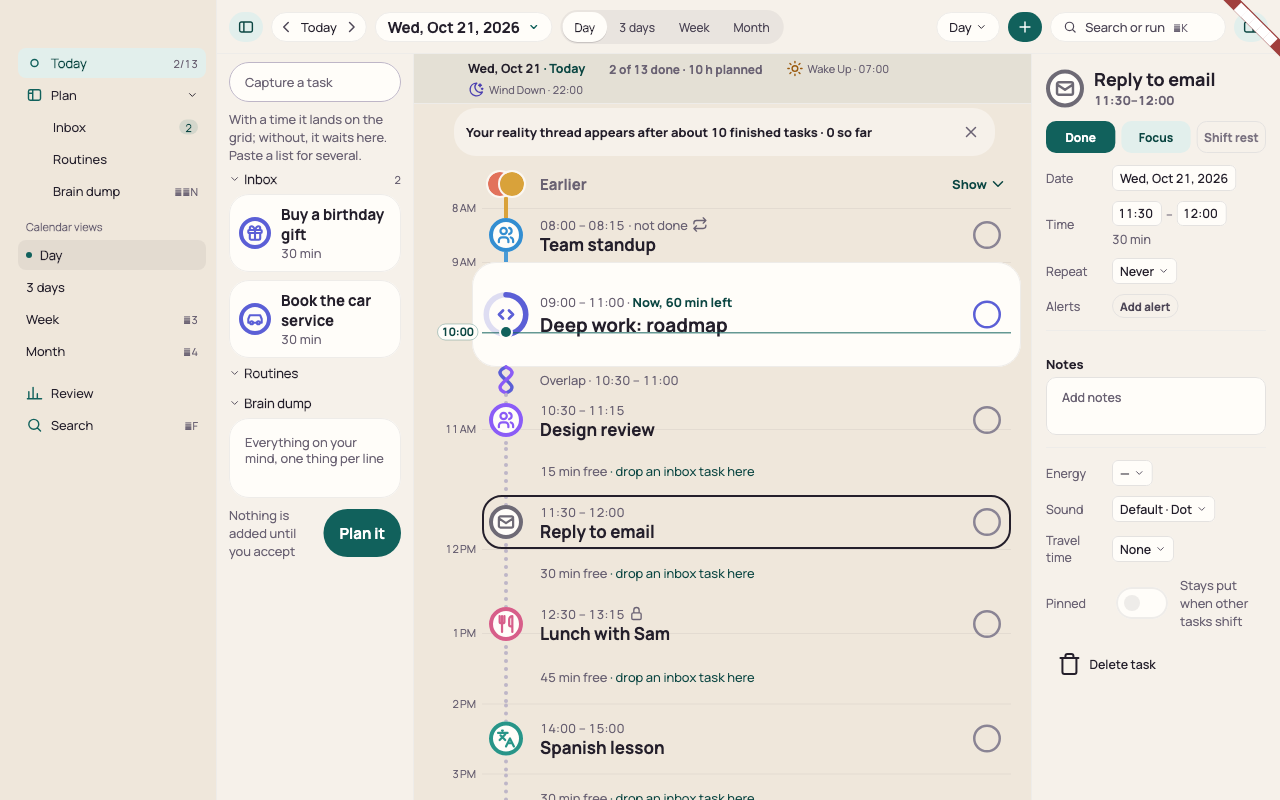 Today 2/13
Plan
Inbox 2
Routines
Brain dump N
Calendar views
Day
3 days
Week 3
Month 4
Review
Search F
Today
Wed, Oct 21, 2026
Day 3 days Week Month
Day
Search or run K
Capture a task
With a time it lands on the
grid; without, it waits here.
Paste a list for several.
Inbox 2
Buy a birthday
gift
30 min
Book the car
service
30 min
Routines
Brain dump
Everything on your
mind, one thing per line
Nothing is
added until
you accept
Plan it
Wed, Oct 21 · Today 2 of 13 done · 10 h planned Wake Up · 07:00
Wind Down · 22:00
Your reality thread appears after about 10 finished tasks · 0 so far
Earlier Show
8 AM
08:00 – 08:15 · not done
Team standup
9 AM
09:00 – 11:00 · Now, 60 min left
Deep work: roadmap
10:00
Overlap · 10:30 – 11:00
10:30 – 11:15
Design review
11 AM
15 min free · drop an inbox task here
11:30 – 12:00
Reply to email
12 PM
30 min free · drop an inbox task here
12:30 – 13:15
Lunch with Sam
1 PM
45 min free · drop an inbox task here
2 PM
14:00 – 15:00
Spanish lesson
3 PM
30 min free · drop an inbox task here
Reply to email
11:30–12:00
Done Focus Shift rest
Date Wed, Oct 21, 2026
Time 11:30 – 12:00
30 min
Repeat Never
Alerts Add alert
Notes
Add notes
Energy –
Sound Default · Dot
Travel
time
None
Pinned
Stays put
when other
tasks shift
Delete task